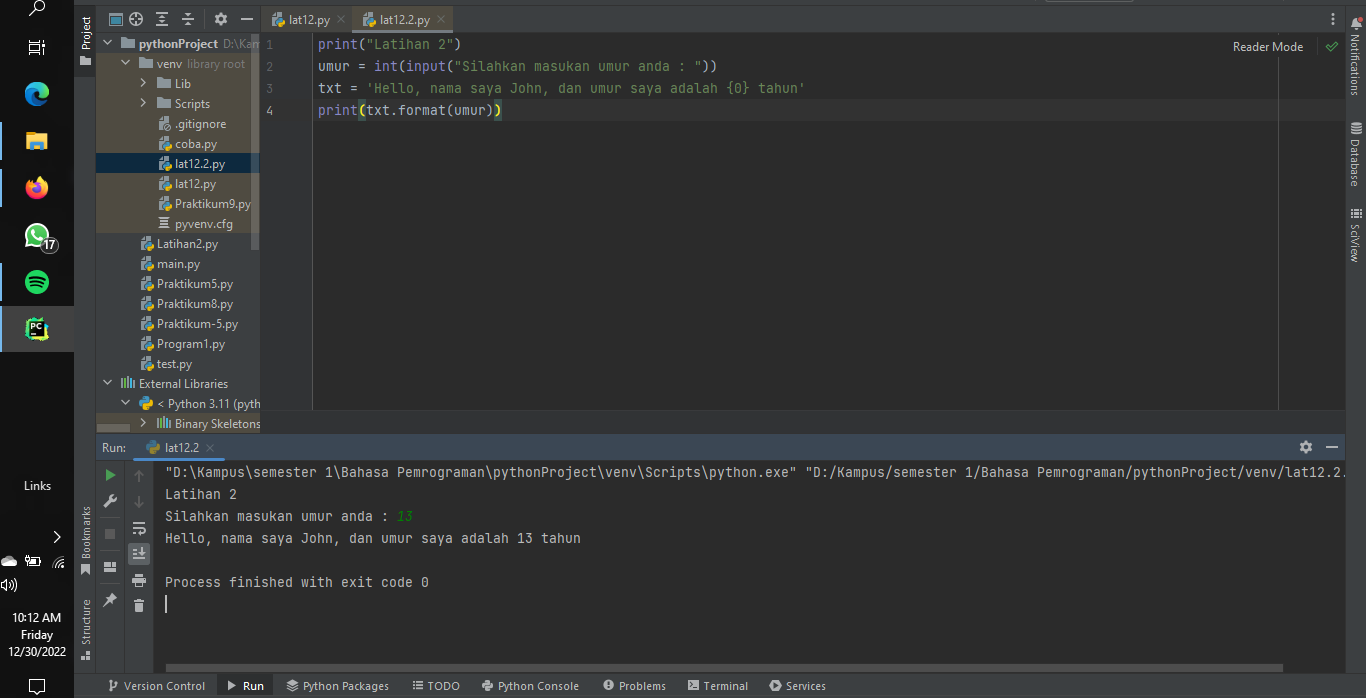 Project
lat12.py
lat12.2.py
pythonProject D:\Kam
venv library root
Lib
Scripts
.gitignore
coba.py
lat12.2.py
lat12.py
Praktikum9.py
pyvenv.cfg
Latihan2.py
main.py
Praktikum5.py
Praktikum8.py
Praktikum-5.py
Program1.py
test.py
External Libraries
< Python 3.11 (pyth
Binary Skeletons
1 print("Latihan 2")
2 umur = int(input("Silahkan masukan umur anda : "))
3 txt = 'Hello, nama saya John, dan umur saya adalah {0} tahun'
4 print(txt.format(umur))
Reader Mode
Notifications
Database
SciView
17
PC
Links
10:12 AM
Friday
12/30/2022
Bookmarks
Structure
Run: lat12.2
"D:\Kampus\semester 1\Bahasa Pemrograman\pythonProject\venv\Scripts\python.exe" "D:/Kampus/semester 1/Bahasa Pemrograman/pythonProject/venv/lat12.2.
Latihan 2
Silahkan masukan umur anda : 13
Hello, nama saya John, dan umur saya adalah 13 tahun
Process finished with exit code 0
Version Control
Run
Python Packages
TODO
Python Console
Problems
Terminal
Services